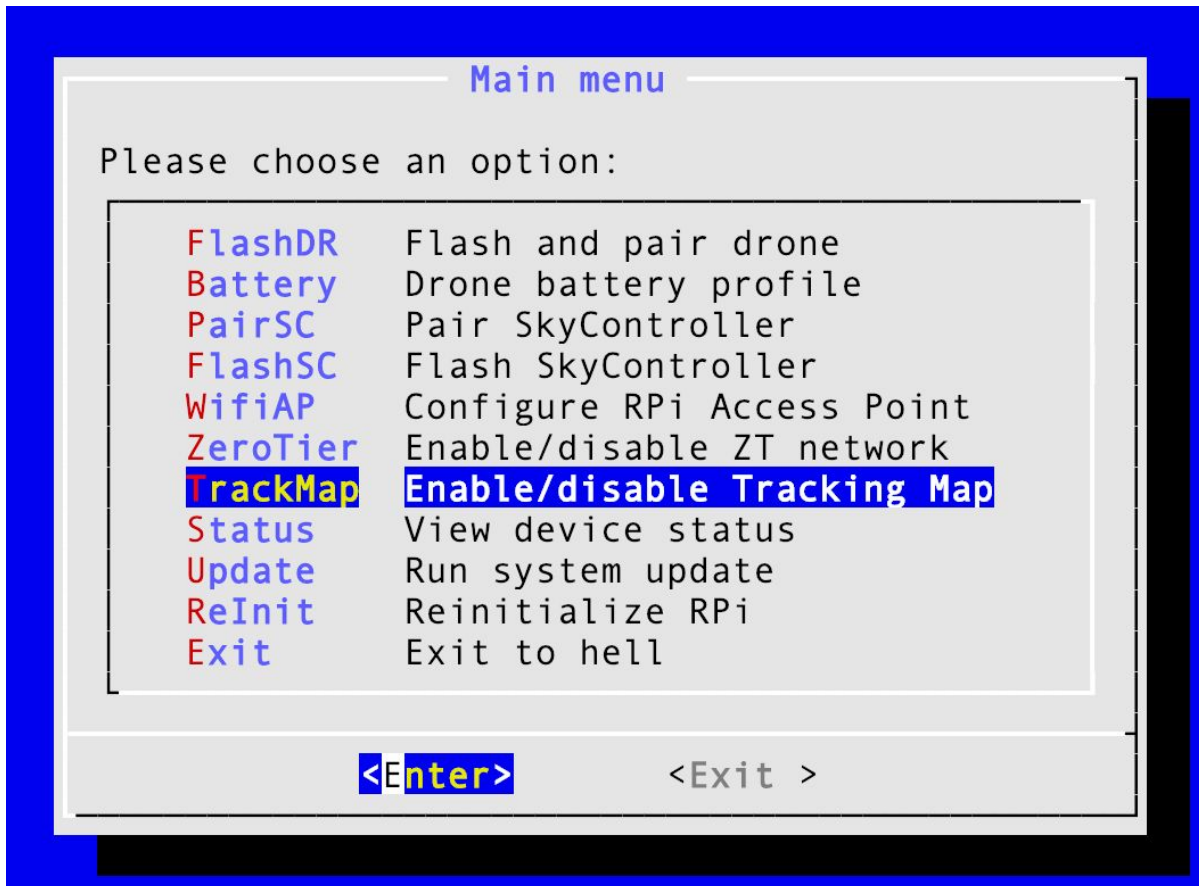 Main menu
Please choose an option:
FlashDR Flash and pair drone
Battery Drone battery profile
PairSC Pair SkyController
FlashSC Flash SkyController
WifiAP Configure RPi Access Point
ZeroTier Enable/disable ZT network
TrackMap Enable/disable Tracking Map
Status View device status
Update Run system update
ReInit Reinitialize RPi
Exit Exit to hell
<Enter> <Exit >